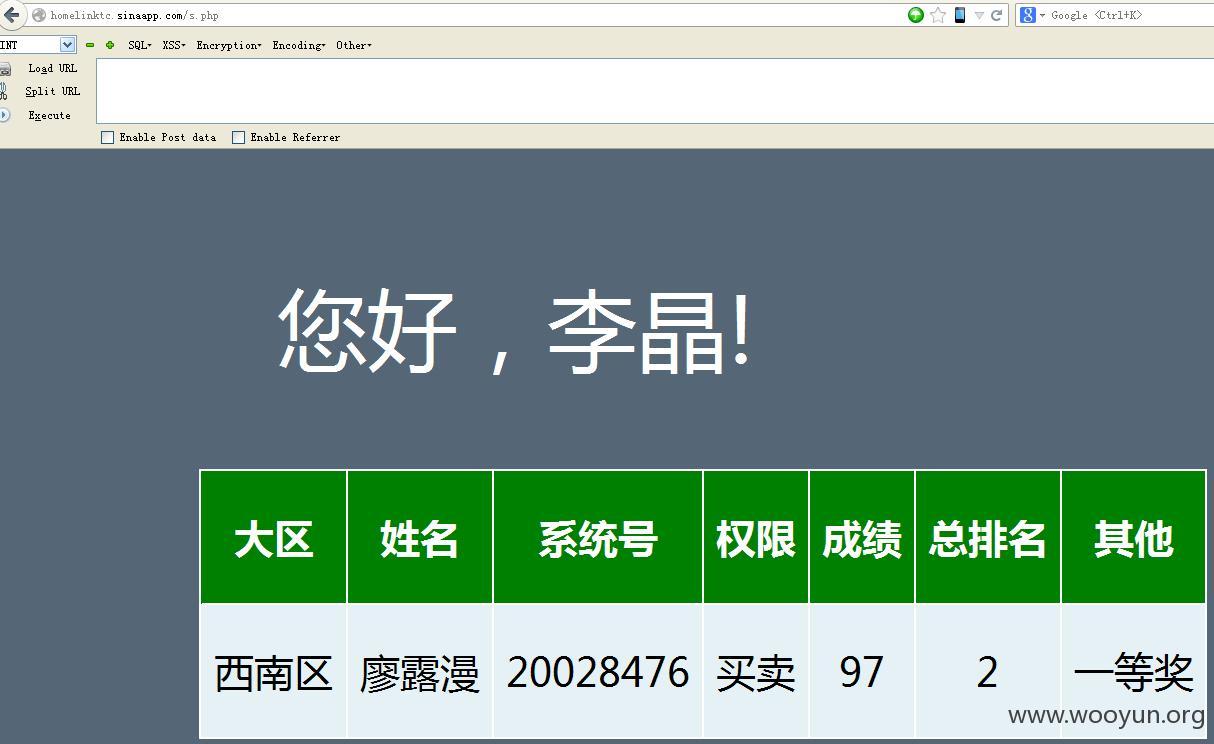 homelinktc.sinaapp.com/s.php
Google <Ctrl+K>
INT SQL▾ XSS▾ Encryption▾ Encoding▾ Other▾
Load URL
Split URL
Execute
Enable Post data Enable Referrer
您好，李晶!
大区 姓名 系统号 权限 成绩 总排名 其他
西南区 廖露漫 20028476 买卖 97 2 一等奖
www.wooyun.org